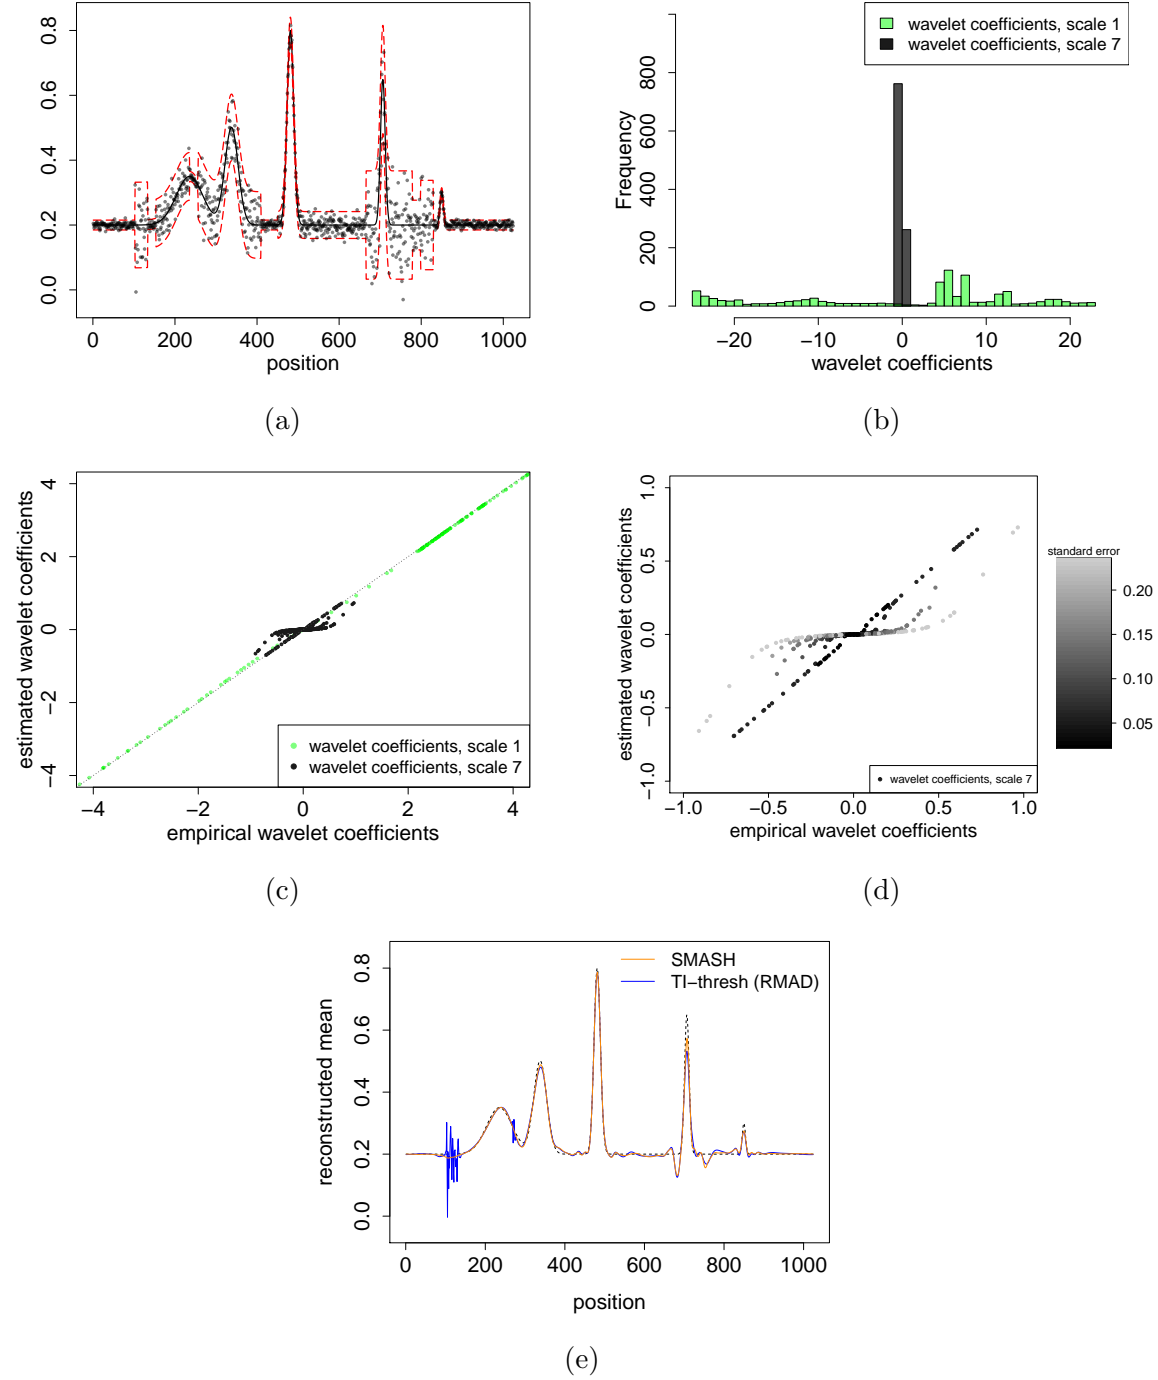 0.8
0.6
0.4
0.2
0.0
0 200 400 600 800 1000
position
(a)
wavelet coefficients, scale 1
wavelet coefficients, scale 7
Frequency
800
600
400
200
0
−20 −10 0 10 20
wavelet coefficients
(b)
estimated wavelet coefficients
4
2
0
−2
−4
wavelet coefficients, scale 1
wavelet coefficients, scale 7
−4 −2 0 2 4
empirical wavelet coefficients
(c)
estimated wavelet coefficients
1.0
0.5
0.0
−0.5
−1.0
wavelet coefficients, scale 7
−1.0 −0.5 0.0 0.5 1.0
empirical wavelet coefficients
standard error
0.20
0.15
0.10
0.05
(d)
SMASH
TI−thresh (RMAD)
reconstructed mean
0.8
0.6
0.4
0.2
0.0
0 200 400 600 800 1000
position
(e)